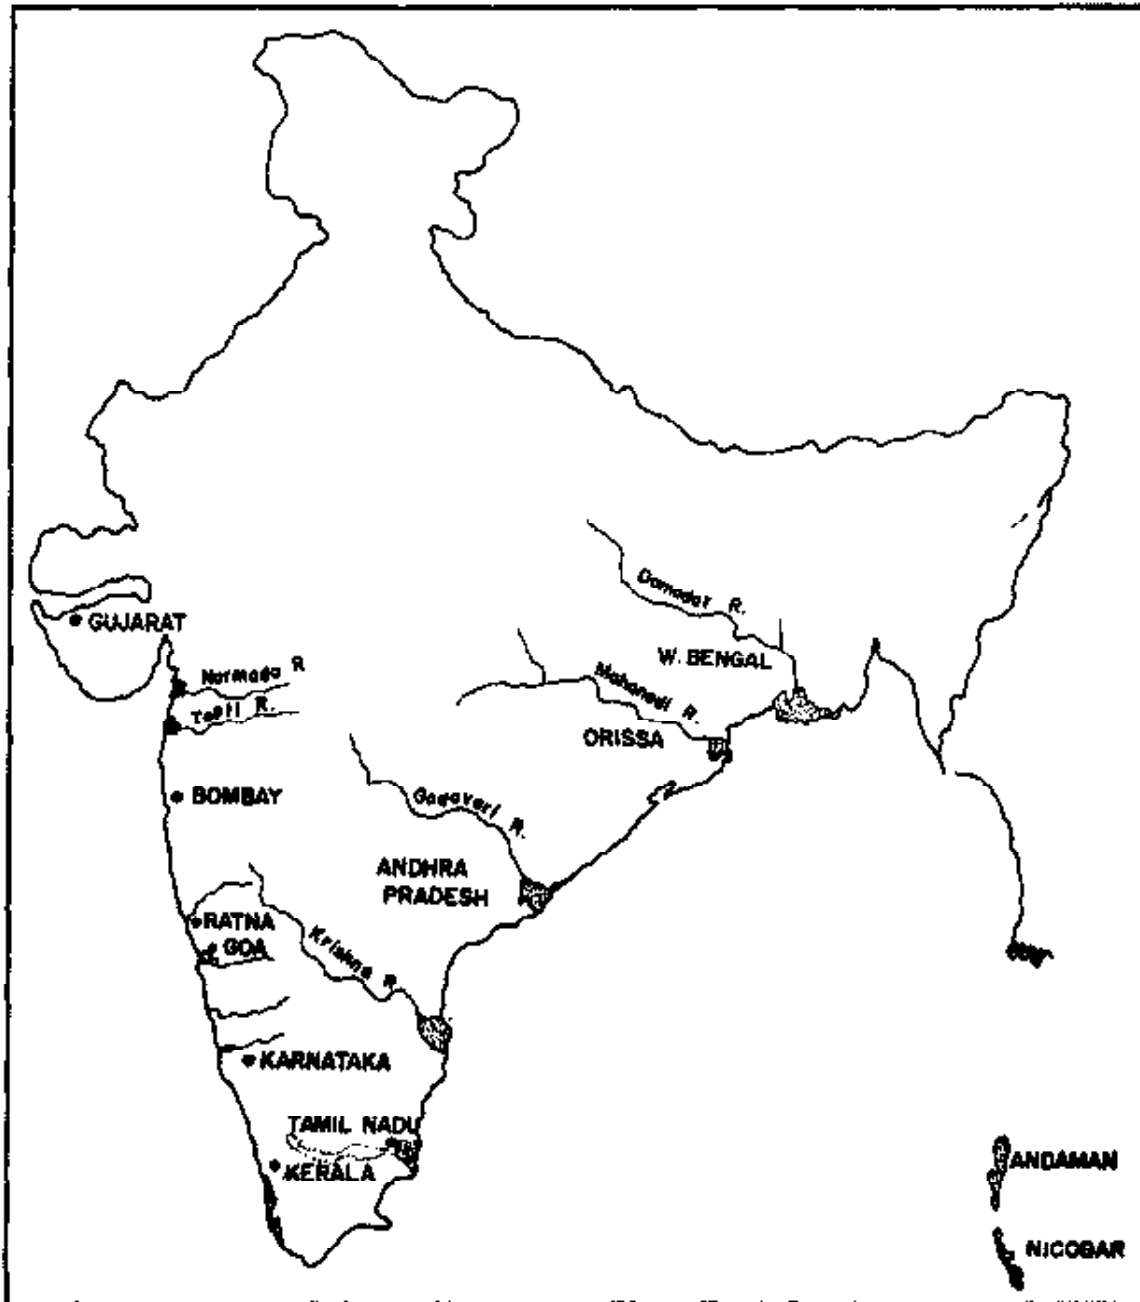 Damodar R.
GUJARAT
W. BENGAL
Narmada R
Mahanadi R.
Tapti R.
ORISSA
BOMBAY
Godavari R.
ANDHRA
PRADESH
RATNA
GOA
Krishna R
KARNATAKA
TAMIL NADU
KERALA
ANDAMAN
NICOBAR